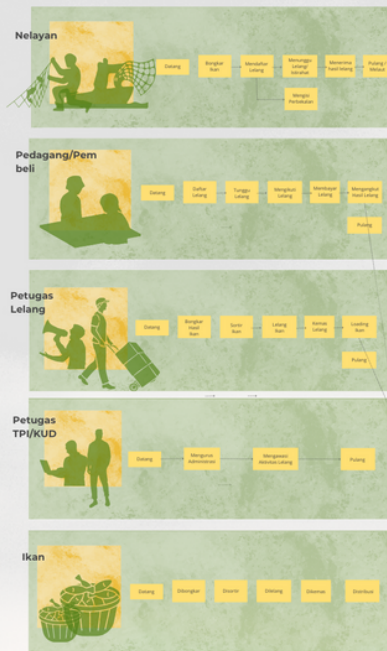 Nelayan
Datang
Bongkar
Ikan
Mendaftar
Lelang
Menunggu
Lelang/
Istirahat
Menerima
hasil lelang
Pulang /
Melaut
Mengisi
Perbekalan
Pedagang/Pem
beli
Datang
Daftar
Lelang
Tunggu
Lelang
Mengikuti
Lelang
Membayar
Lelang
Mengangkut
Hasil Lelang
Pulang
Petugas
Lelang
Datang
Bongkar
Hasil
Ikan
Sortir
Ikan
Lelang
Ikan
Kemas
Lelang
Loading
Ikan
Pulang
Petugas
TPI/KUD
Datang
Mengurus
Administrasi
Mengawasi
Aktivitas Lelang
Pulang
Ikan
Datang
Dibongkar
Disortir
Dilelang
Dikemas
Distribusi